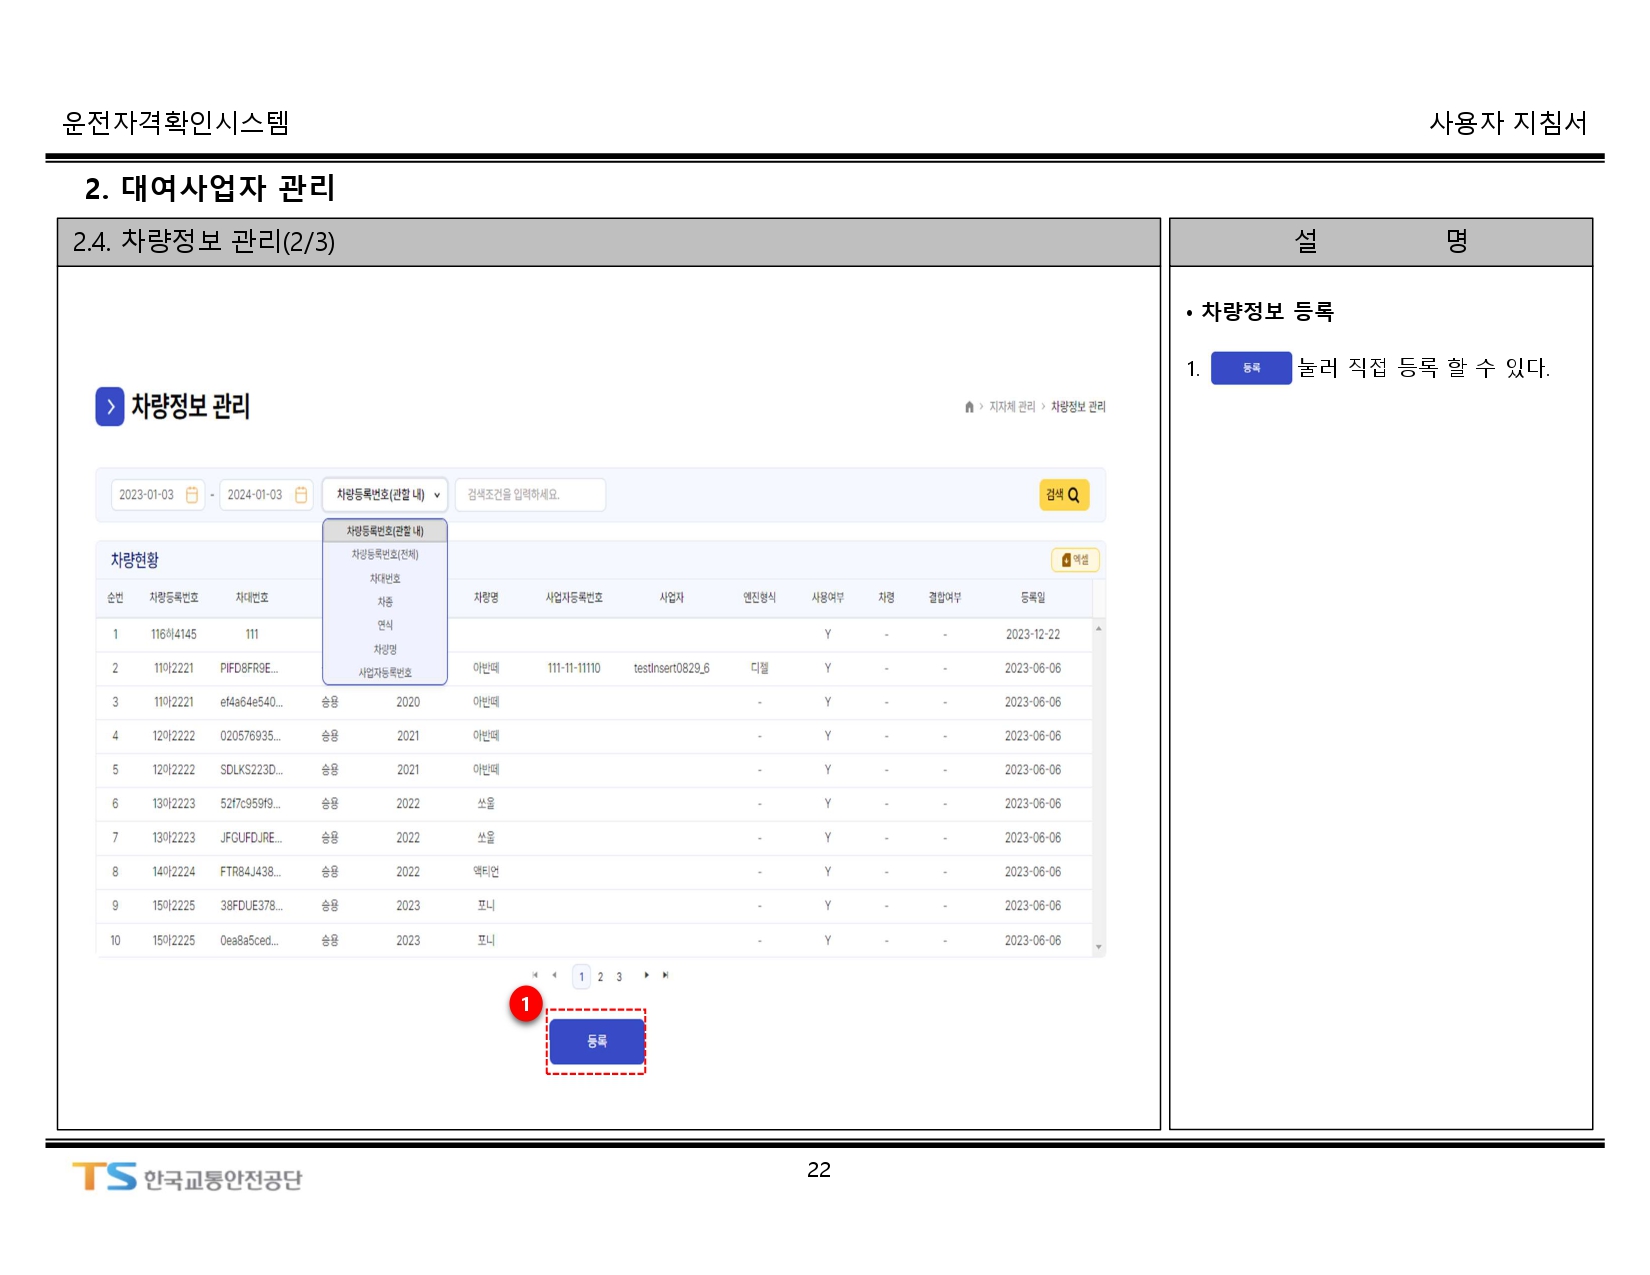 운전자격확인시스템 사용자 지침서
2. 대여사업자 관리
2.4. 차량정보 관리(2/3)
설 명
• 차량정보 등록
1. 등록 눌러 직접 등록 할 수 있다.
차량정보 관리
지자체 관리 > 차량정보 관리
2023-01-03 - 2024-01-03 차량등록번호(관할 내) 검색조건을 입력하세요. 검색
차량등록번호(관할 내)
차량등록번호(전체)
차대번호
차종
연식
차량명
사업자등록번호
차량현황 엑셀
순번 차량등록번호 차대번호 차량명 사업자등록번호 사업자 엔진형식 사용여부 차령 결합여부 등록일
1 116하4145 111 Y - - 2023-12-22
2 11아2221 PIFD8FR9E... 아반떼 111-11-11110 testInsert0829_6 디젤 Y - - 2023-06-06
3 11아2221 ef4a64e540... 승용 2020 아반떼 - Y - - 2023-06-06
4 12아2222 020576935... 승용 2021 아반떼 - Y - - 2023-06-06
5 12아2222 SDLKS223D... 승용 2021 아반떼 - Y - - 2023-06-06
6 13아2223 52f7c959f9... 승용 2022 쏘울 - Y - - 2023-06-06
7 13아2223 JFGUFDJRE... 승용 2022 쏘울 - Y - - 2023-06-06
8 14아2224 FTR84J438... 승용 2022 액티언 - Y - - 2023-06-06
9 15아2225 38FDUE378... 승용 2023 포니 - Y - - 2023-06-06
10 15아2225 0ea8a5ced... 승용 2023 포니 - Y - - 2023-06-06
1 2 3
1
등록
TS 한국교통안전공단
22